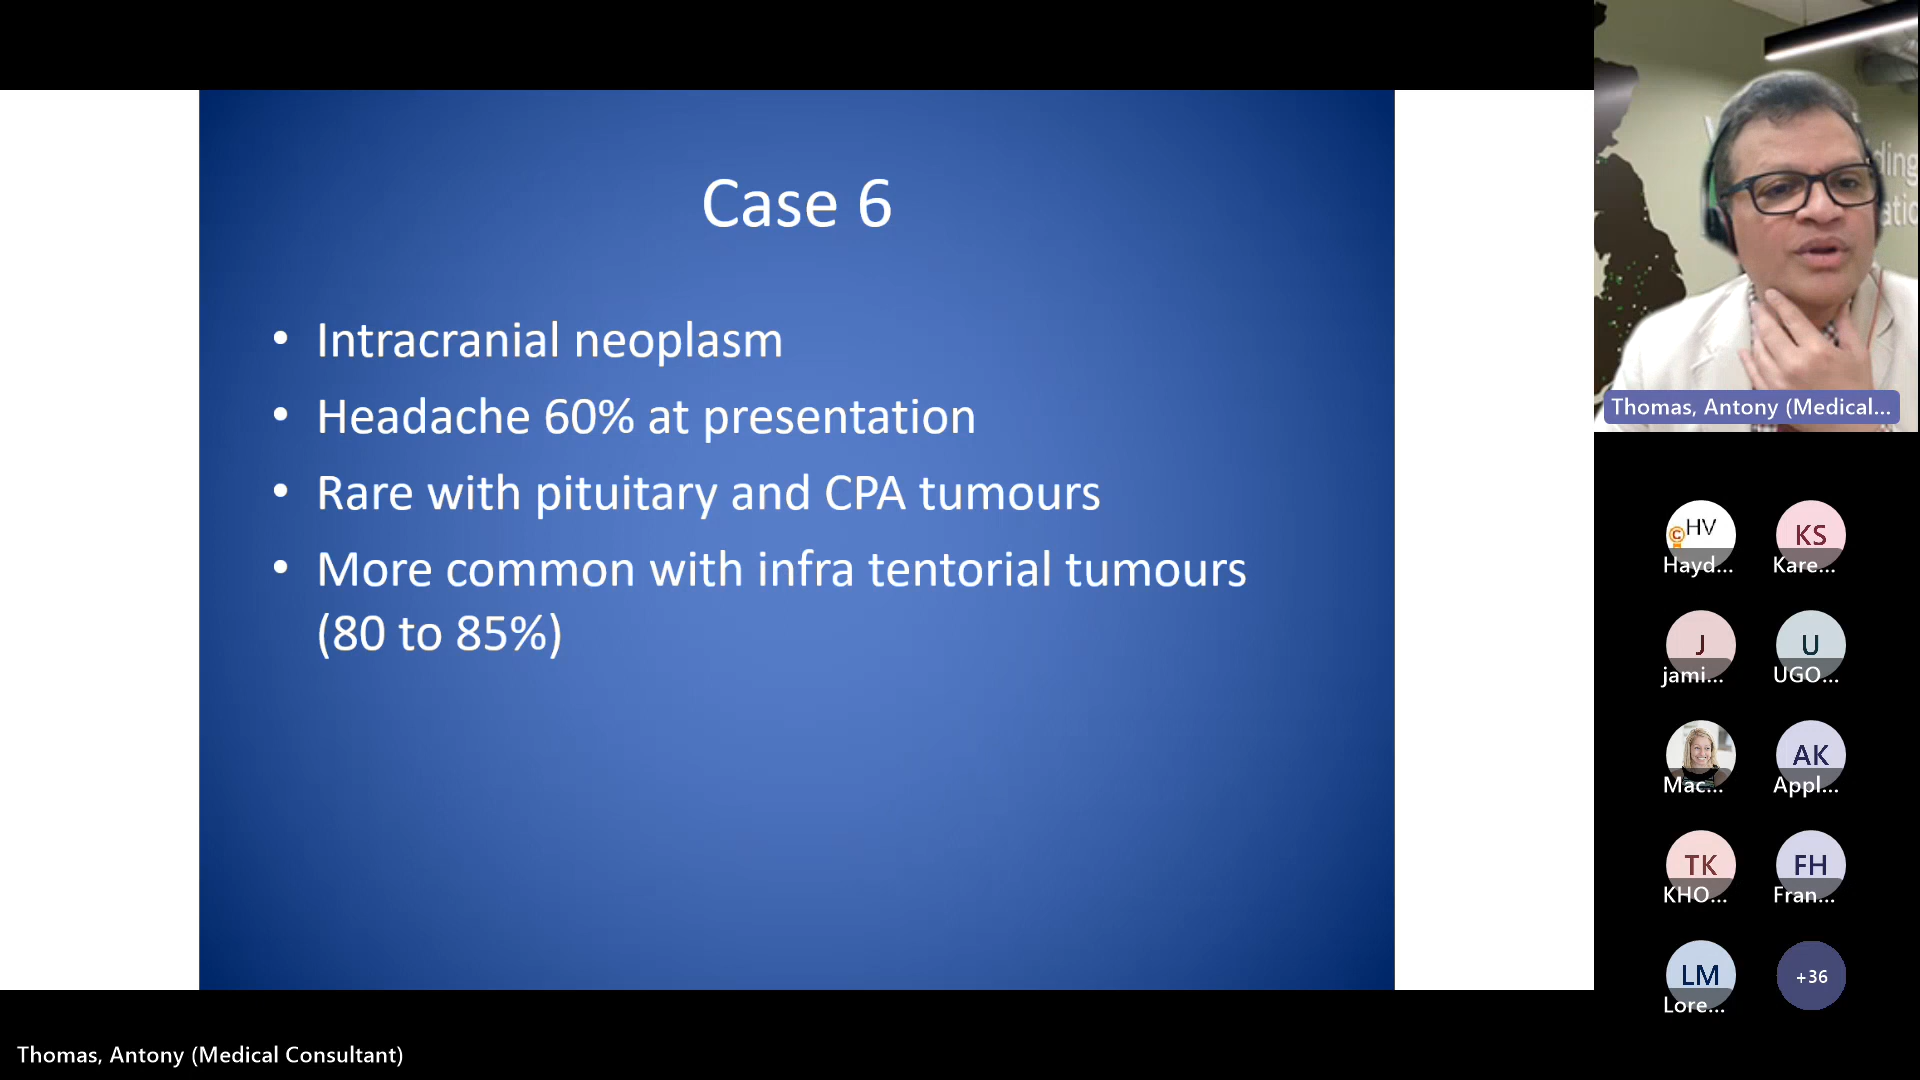 Case 6
• Intracranial neoplasm
• Headache 60% at presentation
• Rare with pituitary and CPA tumours
• More common with infra tentorial tumours
(80 to 85%)
Thomas, Antony (Medical...
HV
Hayd...
KS
Kare...
J
jami...
U
UGO...
Mac...
AK
Appl...
TK
KHO...
FH
Fran...
LM
Lore...
+36
Thomas, Antony (Medical Consultant)